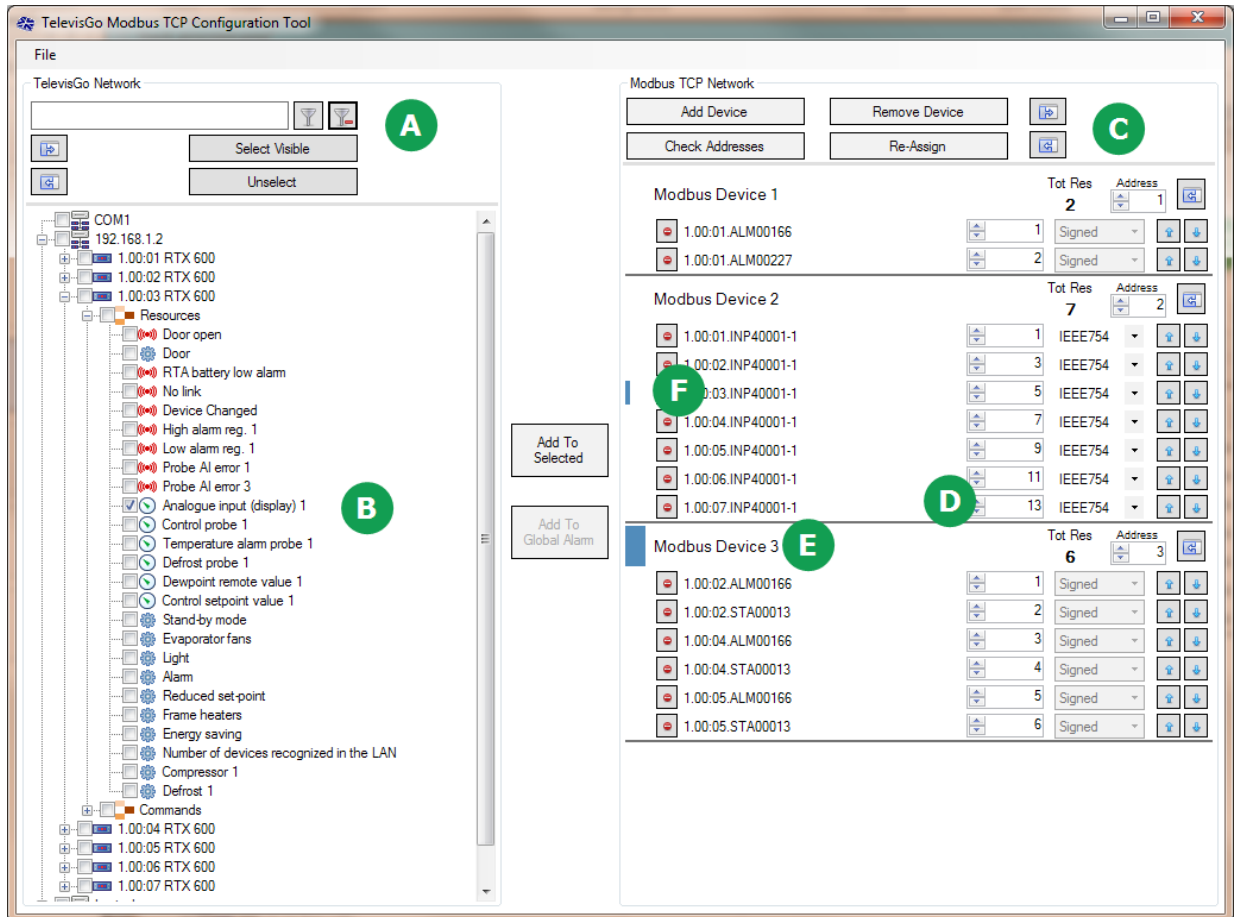 TelevisGo Modbus TCP Configuration Tool
File
TelevisGo Network
A
Select Visible
Unselect
COM1
192.168.1.2
1.00:01 RTX 600
1.00:02 RTX 600
1.00:03 RTX 600
Resources
Door open
Door
RTA battery low alarm
No link
Device Changed
High alarm reg. 1
Low alarm reg. 1
Probe AI error 1
Probe AI error 3
Analogue input (display) 1
B
Control probe 1
Temperature alarm probe 1
Defrost probe 1
Dewpoint remote value 1
Control setpoint value 1
Stand-by mode
Evaporator fans
Light
Alarm
Reduced set-point
Frame heaters
Energy saving
Number of devices recognized in the LAN
Compressor 1
Defrost 1
Commands
1.00:04 RTX 600
1.00:05 RTX 600
1.00:06 RTX 600
1.00:07 RTX 600
Add To
Selected
Add To
Global Alarm
Modbus TCP Network
Add Device Remove Device
C
Check Addresses Re-Assign
Tot Res Address
Modbus Device 1 2 1
1.00:01.ALM00166 1 Signed
1.00:01.ALM00227 2 Signed
Tot Res Address
Modbus Device 2 7 2
1.00:01.INP40001-1 1 IEEE754
1.00:02.INP40001-1 3 IEEE754
F :03.INP40001-1 5 IEEE754
1.00:04.INP40001-1 7 IEEE754
1.00:05.INP40001-1 9 IEEE754
1.00:06.INP40001-1 11 IEEE754
1.00:07.INP40001-1 D 13 IEEE754
Tot Res Address
Modbus Device 3 E 6 3
1.00:02.ALM00166 1 Signed
1.00:02.STA00013 2 Signed
1.00:04.ALM00166 3 Signed
1.00:04.STA00013 4 Signed
1.00:05.ALM00166 5 Signed
1.00:05.STA00013 6 Signed